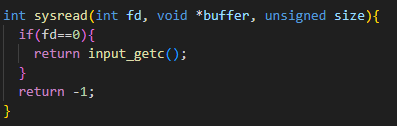 int sysread(int fd, void *buffer, unsigned size){
  if(fd==0){
    return input_getc();
  }
  return -1;
}